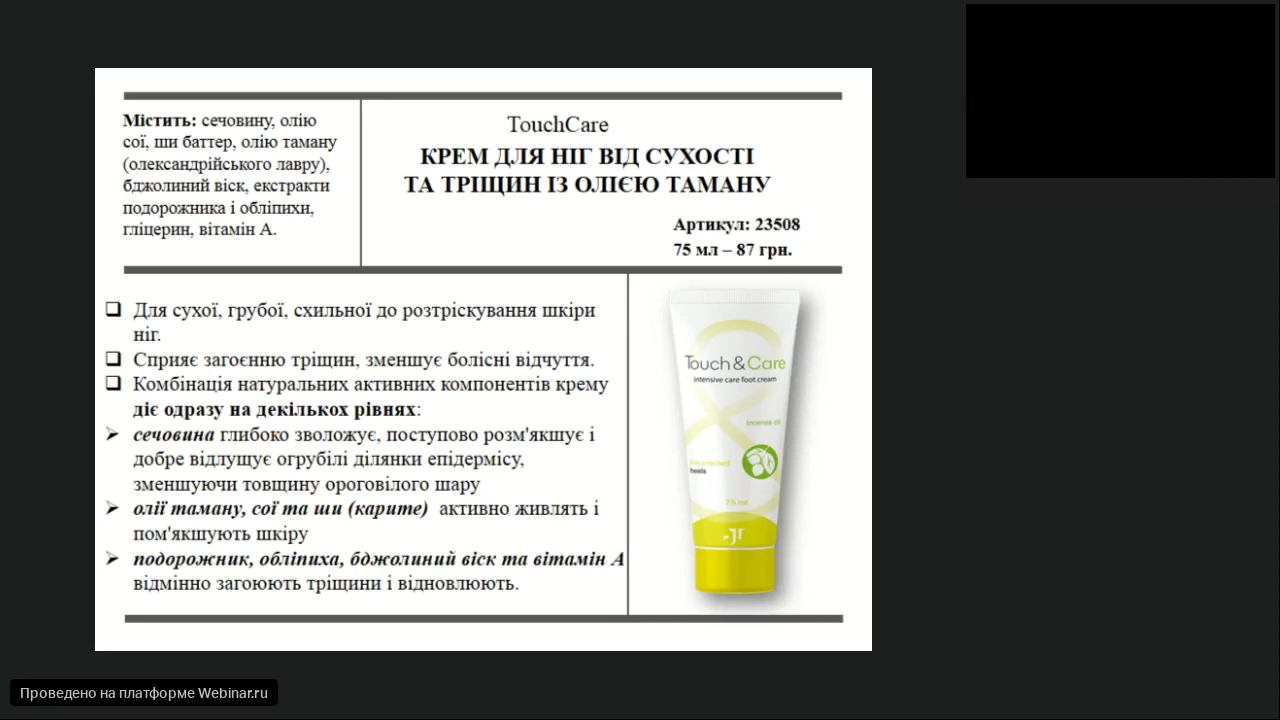 Містить: сечовину, олію
сої, ши баттер, олію таману
(олександрійського лавру),
бджолиний віск, екстракти
подорожника і обліпихи,
гліцерин, вітамін А.
TouchCare
КРЕМ ДЛЯ НІГ ВІД СУХОСТІ
ТА ТРІЩИН ІЗ ОЛІЄЮ ТАМАНУ
Артикул: 23508
75 мл – 87 грн.
Для сухої, грубої, схильної до розтріскування шкіри
ніг.
Сприяє загоєнню тріщин, зменшує болісні відчуття.
Комбінація натуральних активних компонентів крему
діє одразу на декількох рівнях:
сечовина глибоко зволожує, поступово розм'якшує і
добре відлущує огрубілі ділянки епідермісу,
зменшуючи товщину ороговілого шару
олії таману, сої та ши (карите) активно живлять і
пом'якшують шкіру
подорожник, обліпиха, бджолиний віск та вітамін А
відмінно загоюють тріщини і відновлюють.
Touch&Care
intensive care foot cream
incense oil
for cracked
heels
75 ml
Проведено на платформе Webinar.ru